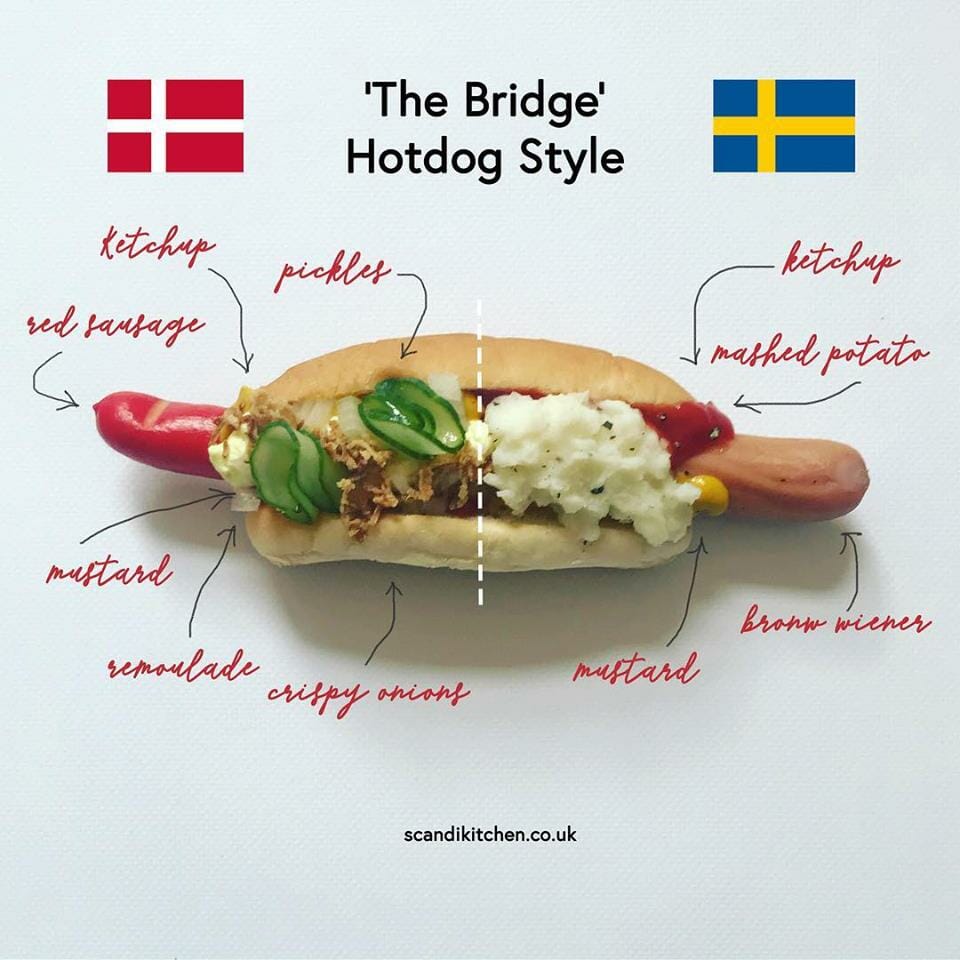 'The Bridge'
Hotdog Style
Ketchup
pickles
ketchup
red sausage
mashed potato
mustard
bronw wiener
remoulade
crispy onions
mustard
scandikitchen.co.uk